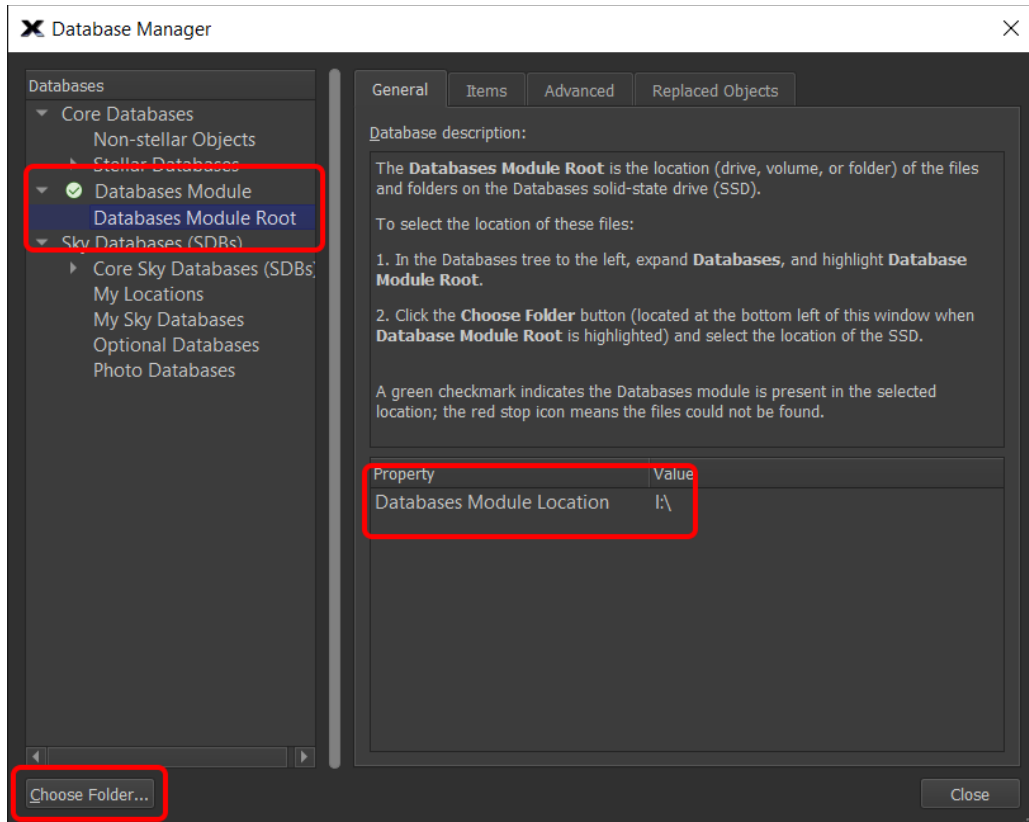 Database Manager
Databases
Core Databases
Non-stellar Objects
Stellar Databases
Databases Module
Databases Module Root
Sky Databases (SDBs)
Core Sky Databases (SDBs)
My Locations
My Sky Databases
Optional Databases
Photo Databases
Choose Folder...
General Items Advanced Replaced Objects
Database description:
The Databases Module Root is the location (drive, volume, or folder) of the files
and folders on the Databases solid-state drive (SSD).
To select the location of these files:
1. In the Databases tree to the left, expand Databases, and highlight Database
Module Root.
2. Click the Choose Folder button (located at the bottom left of this window when
Database Module Root is highlighted) and select the location of the SSD.
A green checkmark indicates the Databases module is present in the selected
location; the red stop icon means the files could not be found.
Property Value
Databases Module Location I:\
Close